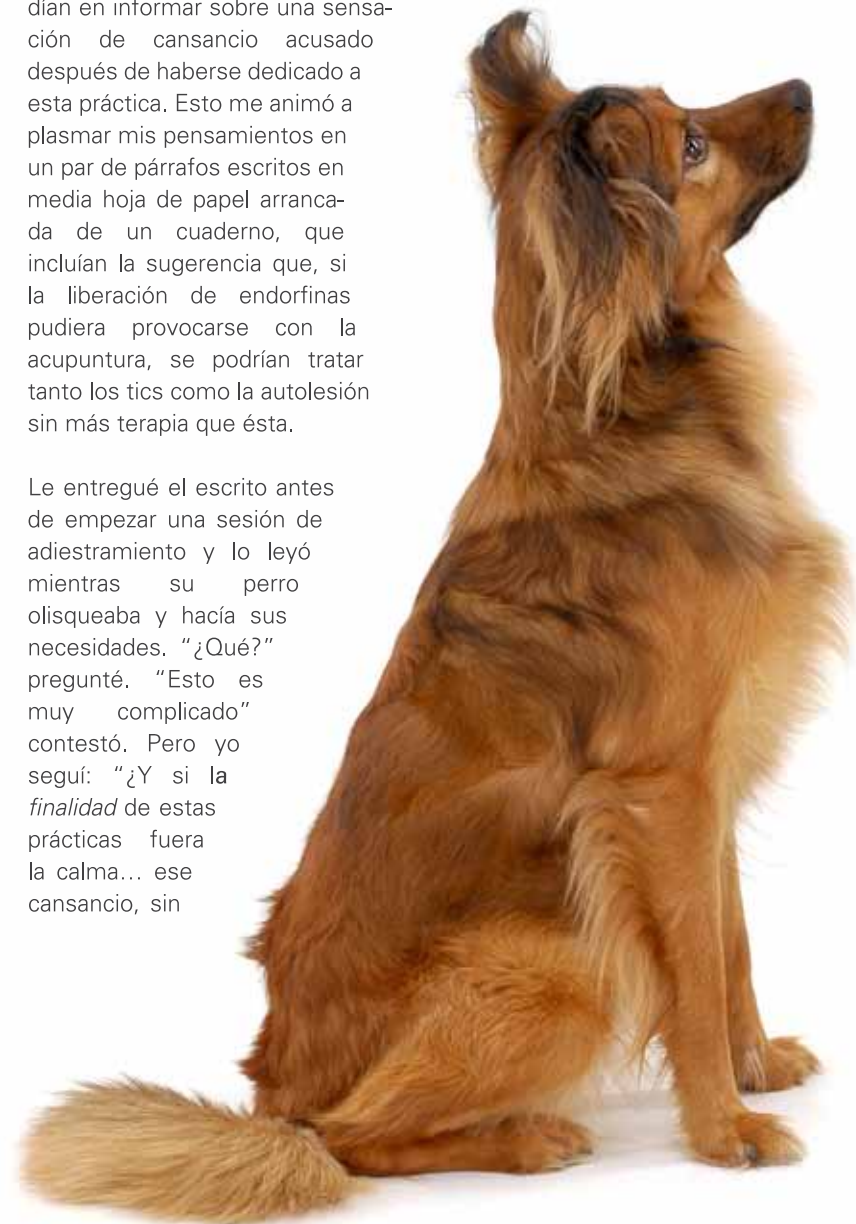 dían en informar sobre una sensa-
ción de cansancio acusado
después de haberse dedicado a
esta práctica. Esto me animó a
plasmar mis pensamientos en
un par de párrafos escritos en
media hoja de papel arranca-
da de un cuaderno, que
incluían la sugerencia que, si
la liberación de endorfinas
pudiera provocarse con la
acupuntura, se podrían tratar
tanto los tics como la autolesión
sin más terapia que ésta.
Le entregué el escrito antes
de empezar una sesión de
adiestramiento y lo leyó
mientras su perro
olisqueaba y hacía sus
necesidades. “¿Qué?”
pregunté. “Esto es
muy complicado”
contestó. Pero yo
seguí: “¿Y si la
finalidad de estas
prácticas fuera
la calma… ese
cansancio, sin